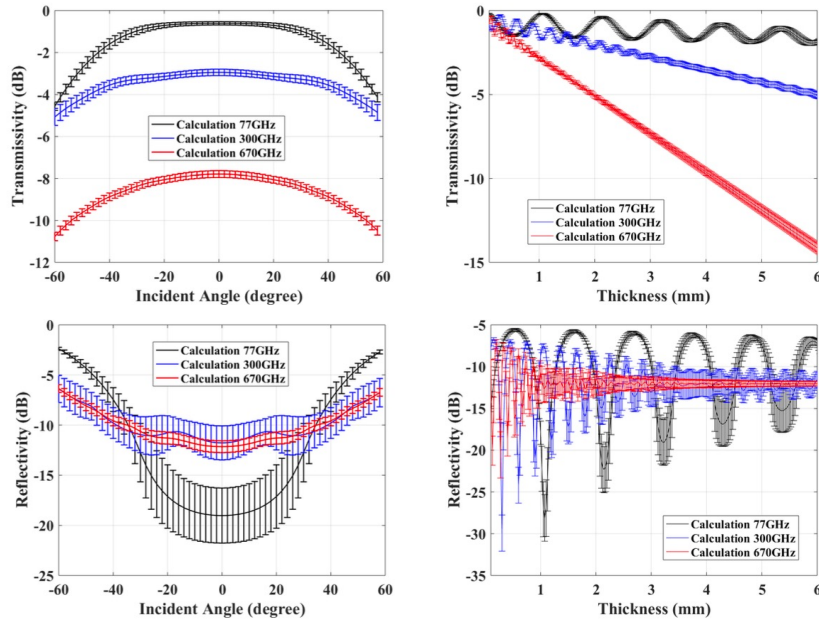 0
-2
-4
-6
-8
-10
-12
Transmissivity (dB)
Calculation 77GHz
Calculation 300GHz
Calculation 670GHz
-60 -40 -20 0 20 40 60
Incident Angle (degree)
0
-5
-10
-15
Transmissivity (dB)
Calculation 77GHz
Calculation 300GHz
Calculation 670GHz
1 2 3 4 5 6
Thickness (mm)
0
-5
-10
-15
-20
-25
Reflectivity (dB)
Calculation 77GHz
Calculation 300GHz
Calculation 670GHz
-60 -40 -20 0 20 40 60
Incident Angle (degree)
-5
-10
-15
-20
-25
-30
-35
Reflectivity (dB)
Calculation 77GHz
Calculation 300GHz
Calculation 670GHz
1 2 3 4 5 6
Thickness (mm)